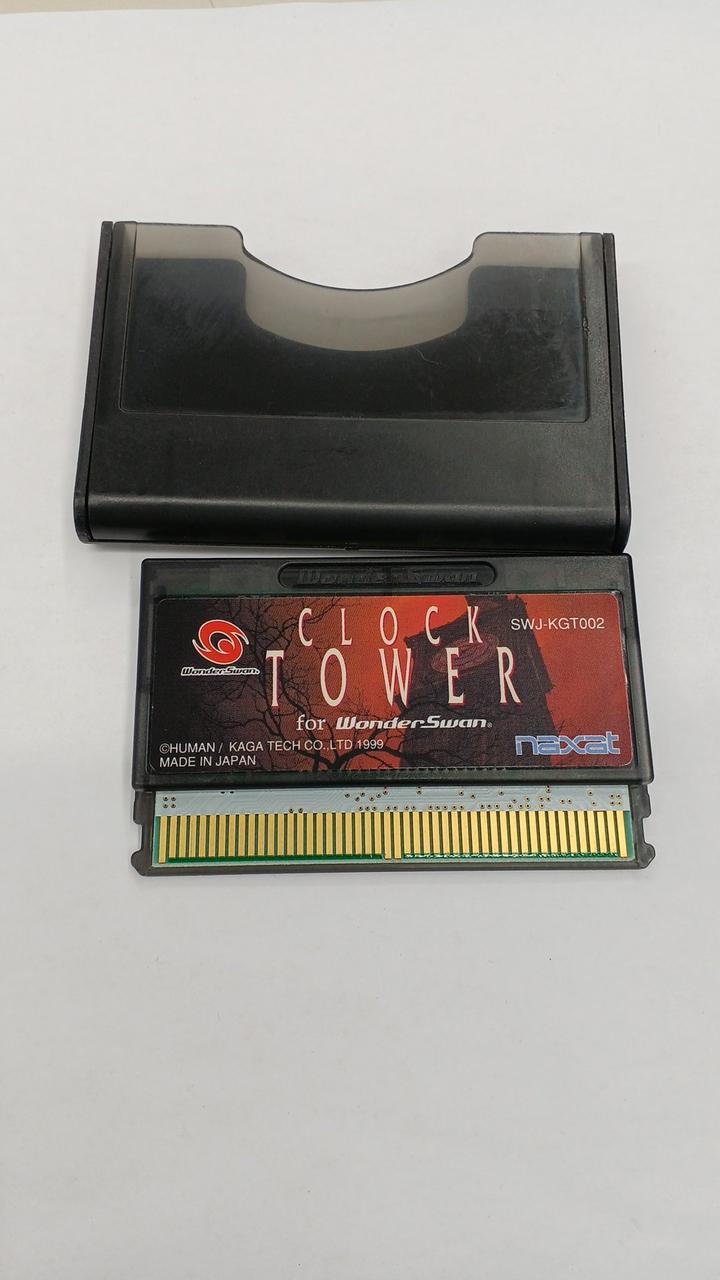 WonderSwan
CLOCK
SWJ-KGT002
WonderSwan.
TOWER
for WonderSwan®
©HUMAN / KAGA TECH CO.,LTD 1999
naxat
MADE IN JAPAN